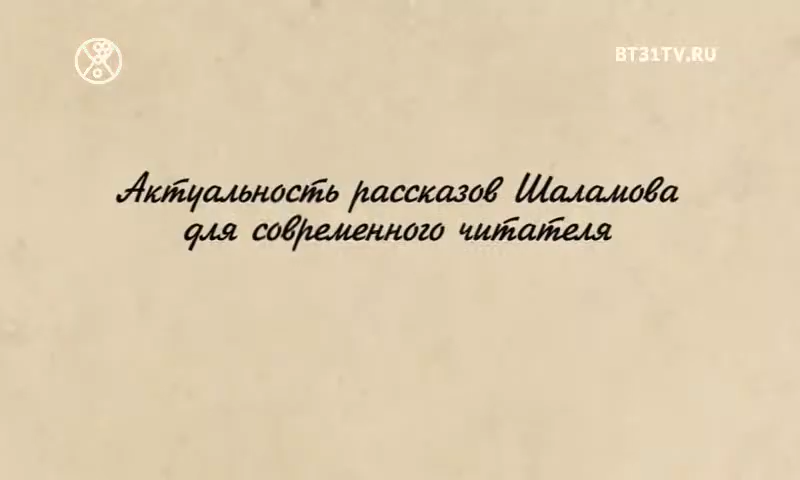 BT31TV.RU
Актуальность рассказов Шаламова
для современного читателя